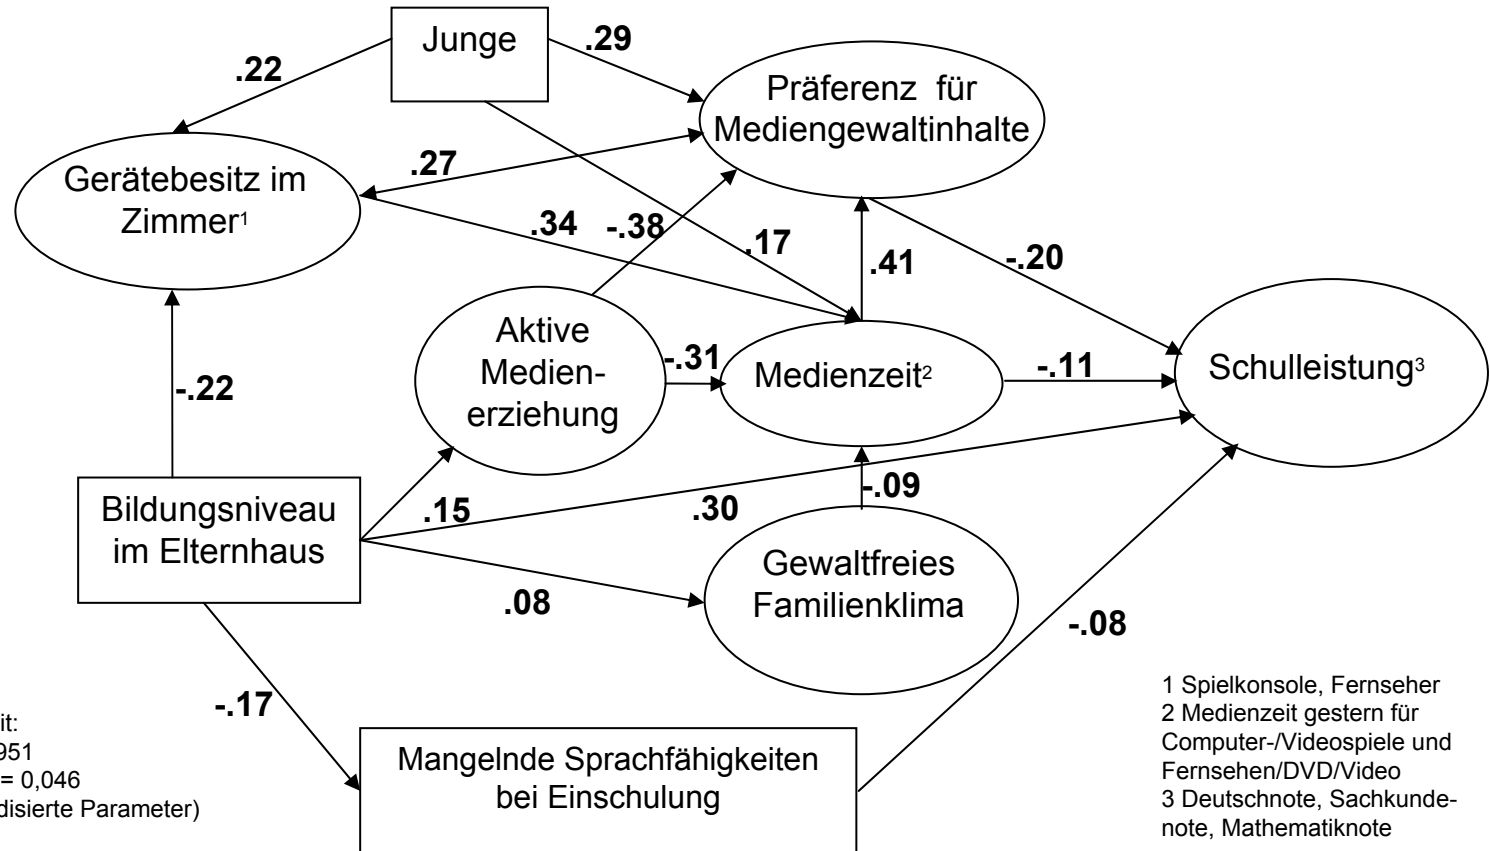 Junge
.29
.22
Präferenz für
Mediengewaltinhalte
Gerätebesitz im
Zimmer¹
.27
.34
-.38
.17
.41
-.20
Aktive
Medien-
erziehung
-.31
Medienzeit²
-.11
Schulleistung³
-.22
Bildungsniveau
im Elternhaus
.15
.30
-.09
.08
Gewaltfreies
Familienklima
-.08
-.17
Mangelnde Sprachfähigkeiten
bei Einschulung
it:
951
= 0,046
disierte Parameter)
1 Spielkonsole, Fernseher
2 Medienzeit gestern für
Computer-/Videospiele und
Fernsehen/DVD/Video
3 Deutschnote, Sachkunde-
note, Mathematiknote